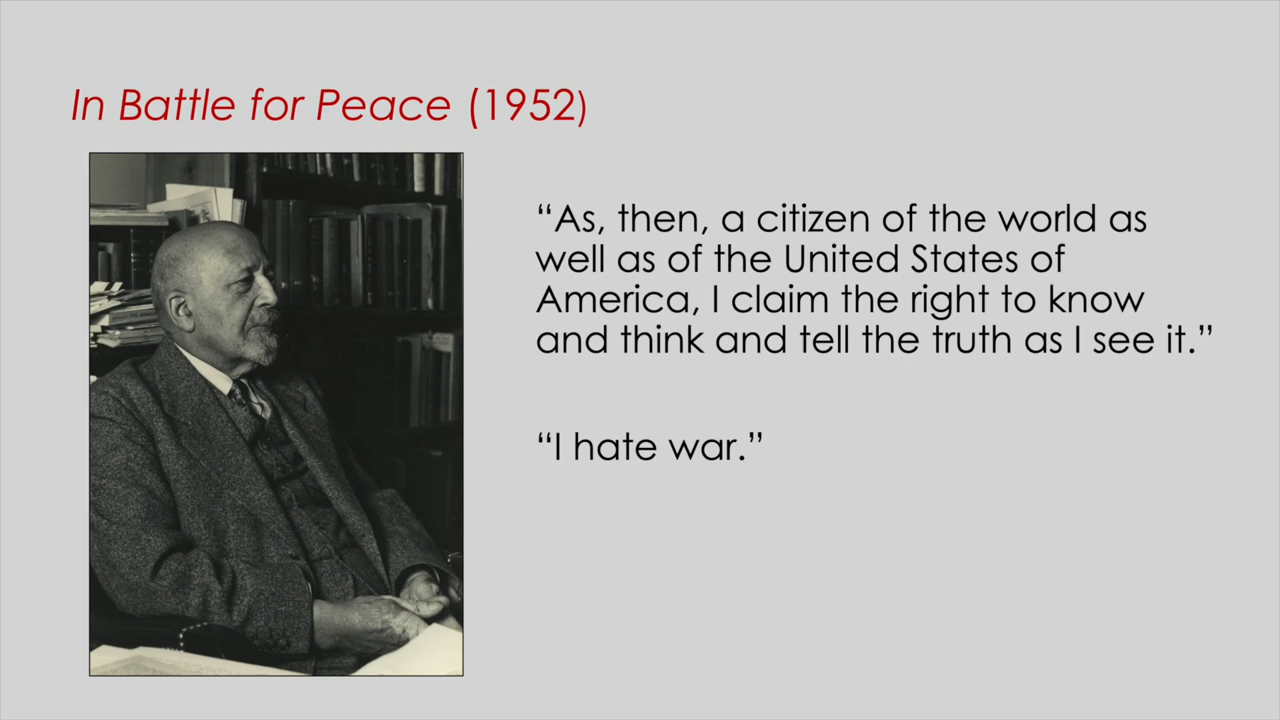 In Battle for Peace (1952)
“As, then, a citizen of the world as
well as of the United States of
America, I claim the right to know
and think and tell the truth as I see it.”
“I hate war.”